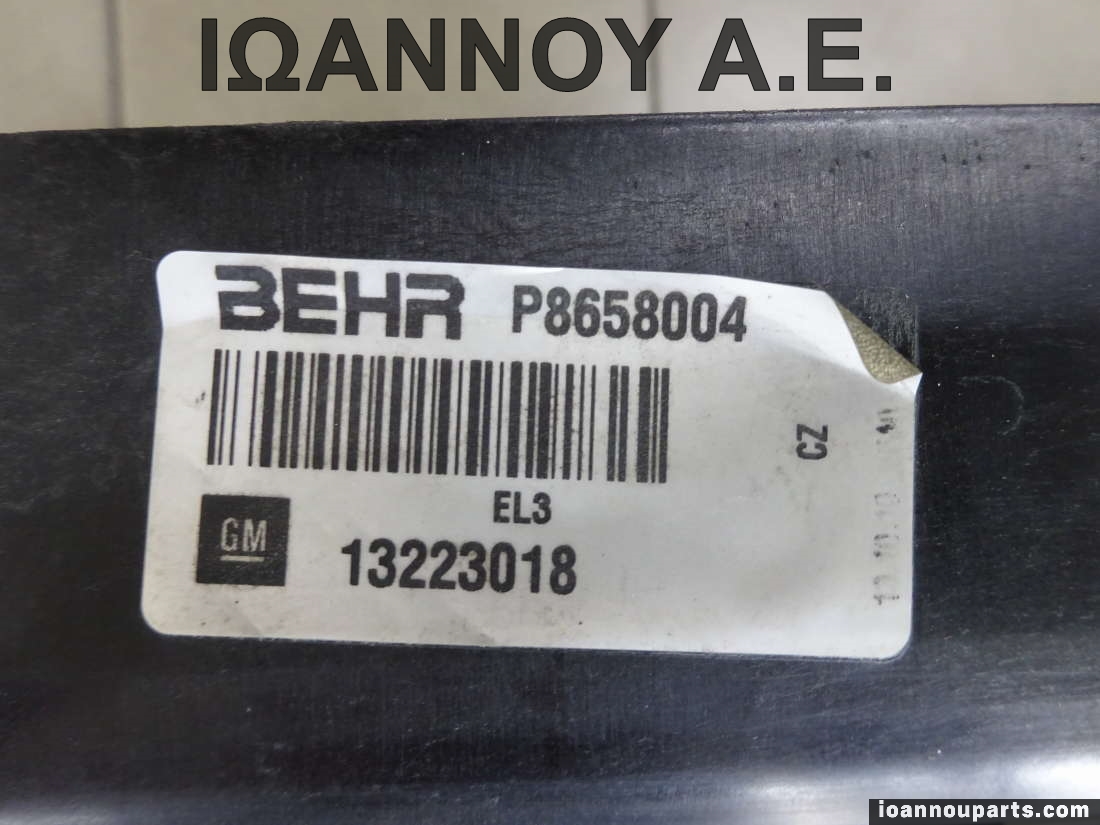 ΙΩΑΝΝΟΥ Α.Ε.
BEHR P8658004
CZ
EL3
GM
13223018
ioannouparts.com